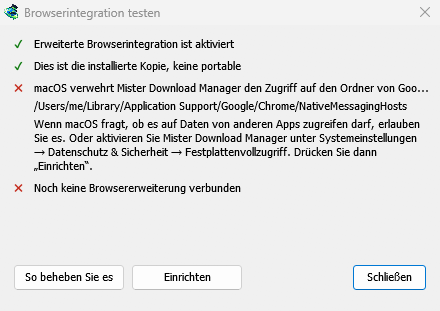 Browserintegration testen
Erweiterte Browserintegration ist aktiviert
Dies ist die installierte Kopie, keine portable
macOS verwehrt Mister Download Manager den Zugriff auf den Ordner von Goo...
/Users/me/Library/Application Support/Google/Chrome/NativeMessagingHosts
Wenn macOS fragt, ob es auf Daten von anderen Apps zugreifen darf, erlauben
Sie es. Oder aktivieren Sie Mister Download Manager unter Systemeinstellungen
→ Datenschutz & Sicherheit → Festplattenvollzugriff. Drücken Sie dann
„Einrichten“.
Noch keine Browsererweiterung verbunden
So beheben Sie es
Einrichten
Schließen